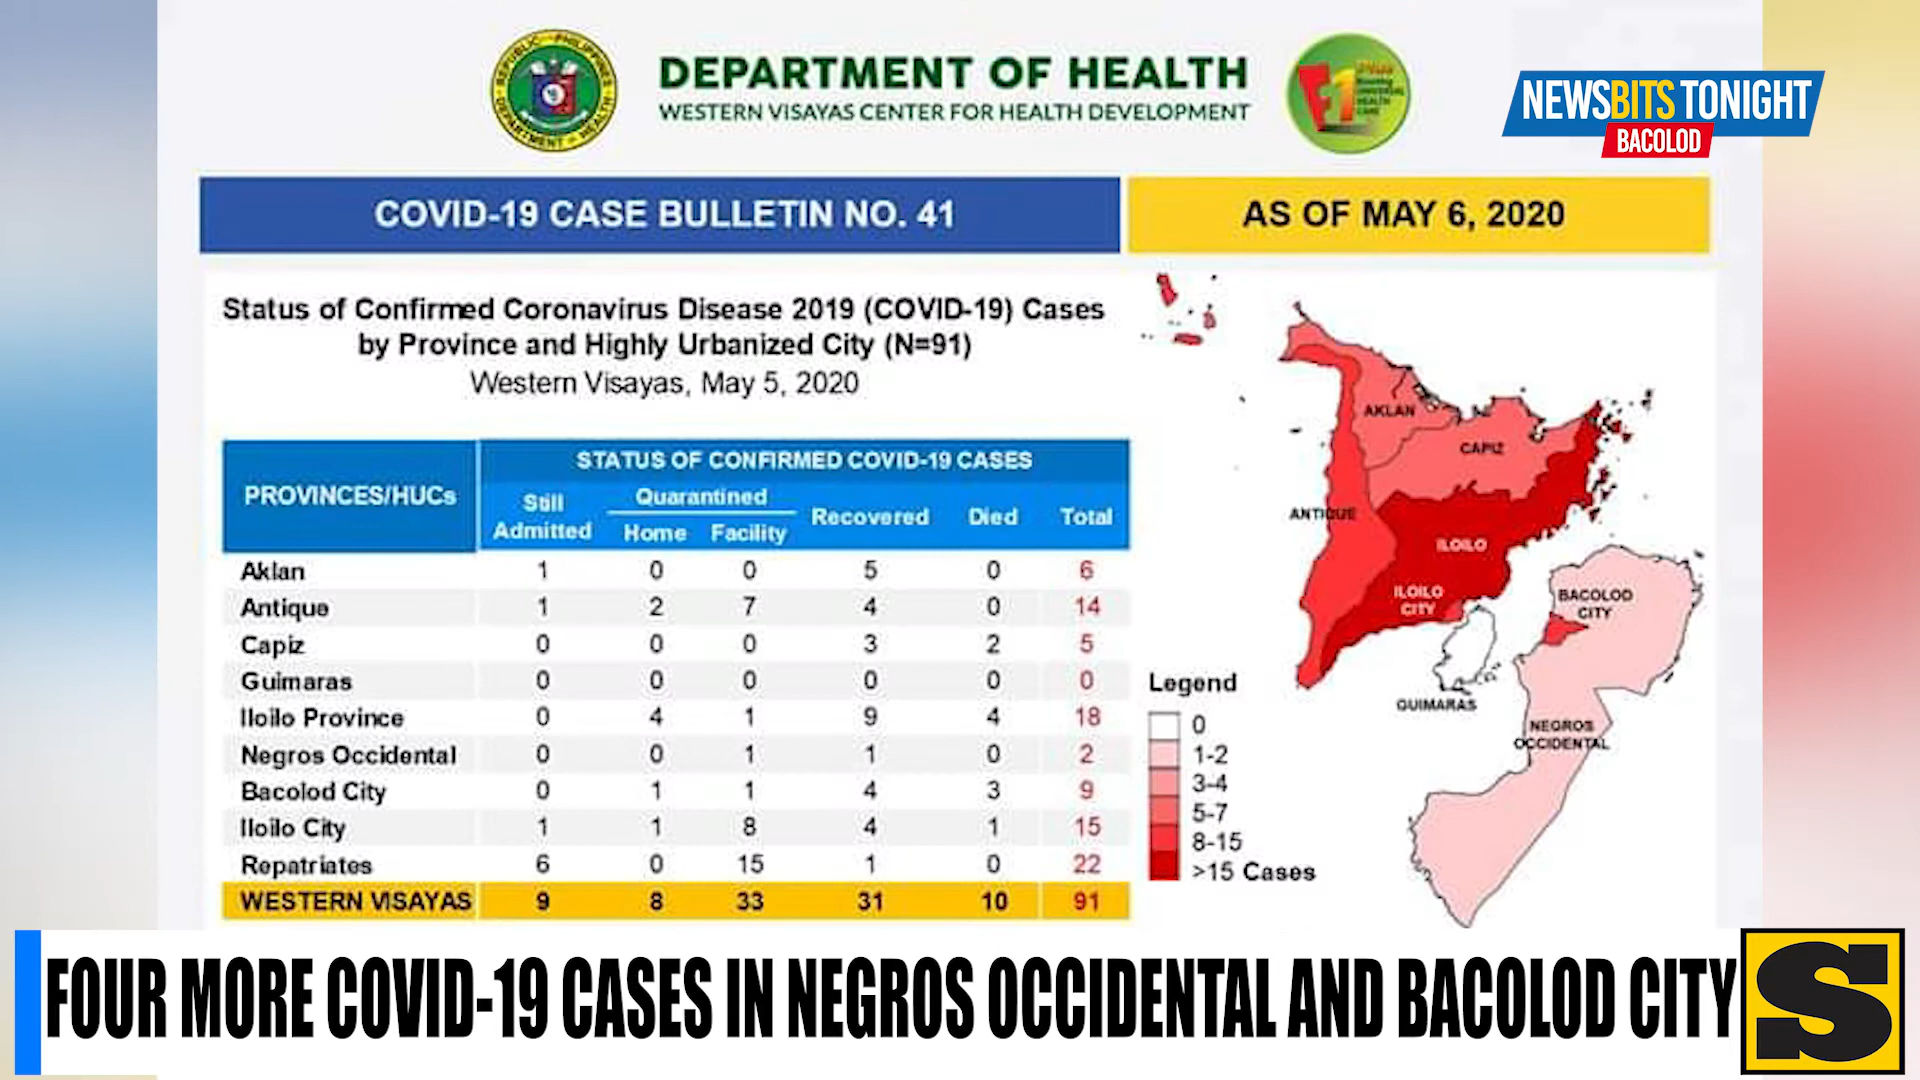 DEPARTMENT OF HEALTH
WESTERN VISAYAS CENTER FOR HEALTH DEVELOPMENT
NEWSBITS TONIGHT
BACOLOD
COVID-19 CASE BULLETIN NO. 41
AS OF MAY 6, 2020
Status of Confirmed Coronavirus Disease 2019 (COVID-19) Cases
by Province and Highly Urbanized City (N=91)
Western Visayas, May 5, 2020
PROVINCES/HUCs
STATUS OF CONFIRMED COVID-19 CASES
Still Admitted Quarantined Home Facility Recovered Died Total
Aklan 1 0 0 5 0 6
Antique 1 2 7 4 0 14
Capiz 0 0 0 3 2 5
Guimaras 0 0 0 0 0 0
Iloilo Province 0 4 1 9 4 18
Negros Occidental 0 0 1 1 0 2
Bacolod City 0 1 1 4 3 9
Iloilo City 1 1 8 4 1 15
Repatriates 6 0 15 1 0 22
WESTERN VISAYAS 9 8 33 31 10 91
AKLAN
CAPIZ
ANTIQUE
ILOILO
ILOILO
CITY
BACOLOD
CITY
GUIMARAS
NEGROS
OCCIDENTAL
Legend
0
1-2
3-4
5-7
8-15
>15 Cases
FOUR MORE COVID-19 CASES IN NEGROS OCCIDENTAL AND BACOLOD CITY
S